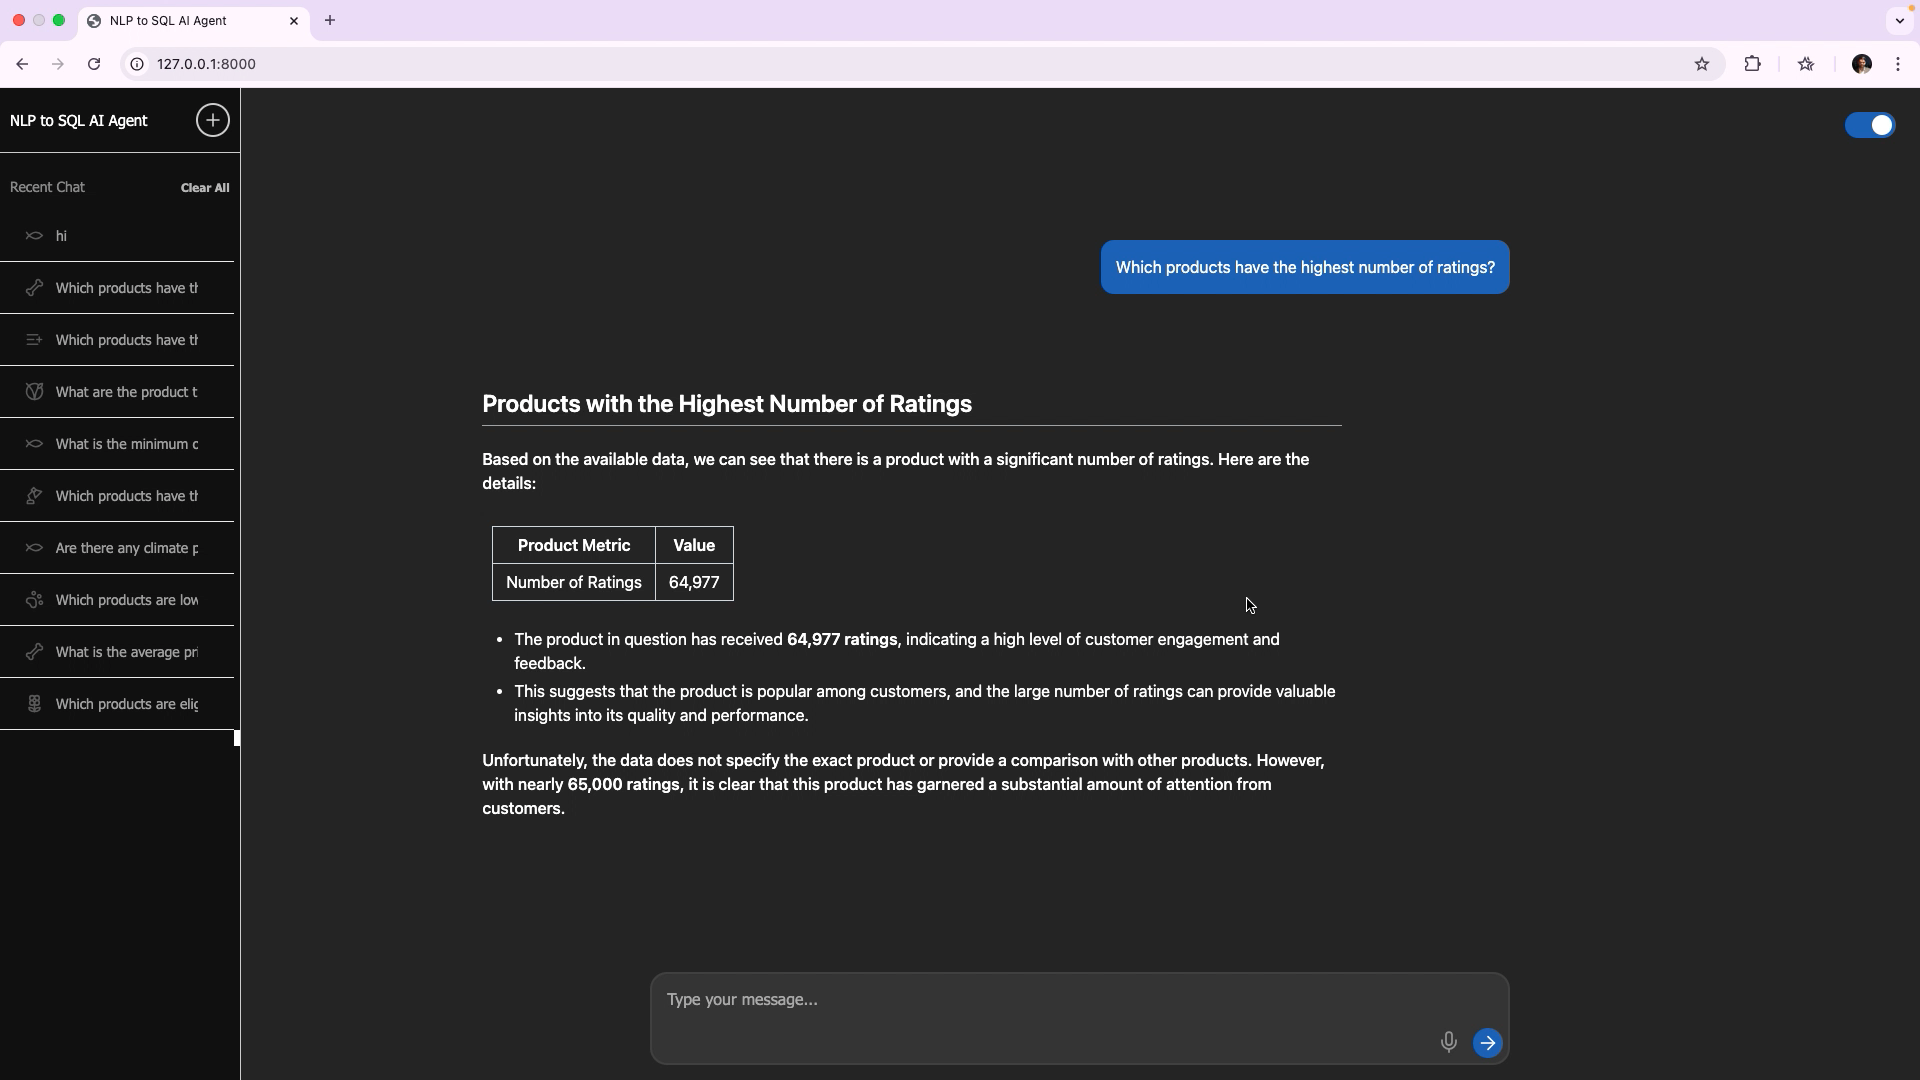 NLP to SQL AI Agent
127.0.0.1:8000
NLP to SQL AI Agent
Recent Chat
Clear All
hi
Which products have th
Which products have th
What are the product t
What is the minimum c
Which products have th
Are there any climate p
Which products are low
What is the average pri
Which products are elig
Which products have the highest number of ratings?
Products with the Highest Number of Ratings
Based on the available data, we can see that there is a product with a significant number of ratings. Here are the
details:
Product Metric Value
Number of Ratings 64,977
• The product in question has received 64,977 ratings, indicating a high level of customer engagement and
feedback.
• This suggests that the product is popular among customers, and the large number of ratings can provide valuable
insights into its quality and performance.
Unfortunately, the data does not specify the exact product or provide a comparison with other products. However,
with nearly 65,000 ratings, it is clear that this product has garnered a substantial amount of attention from
customers.
Type your message...